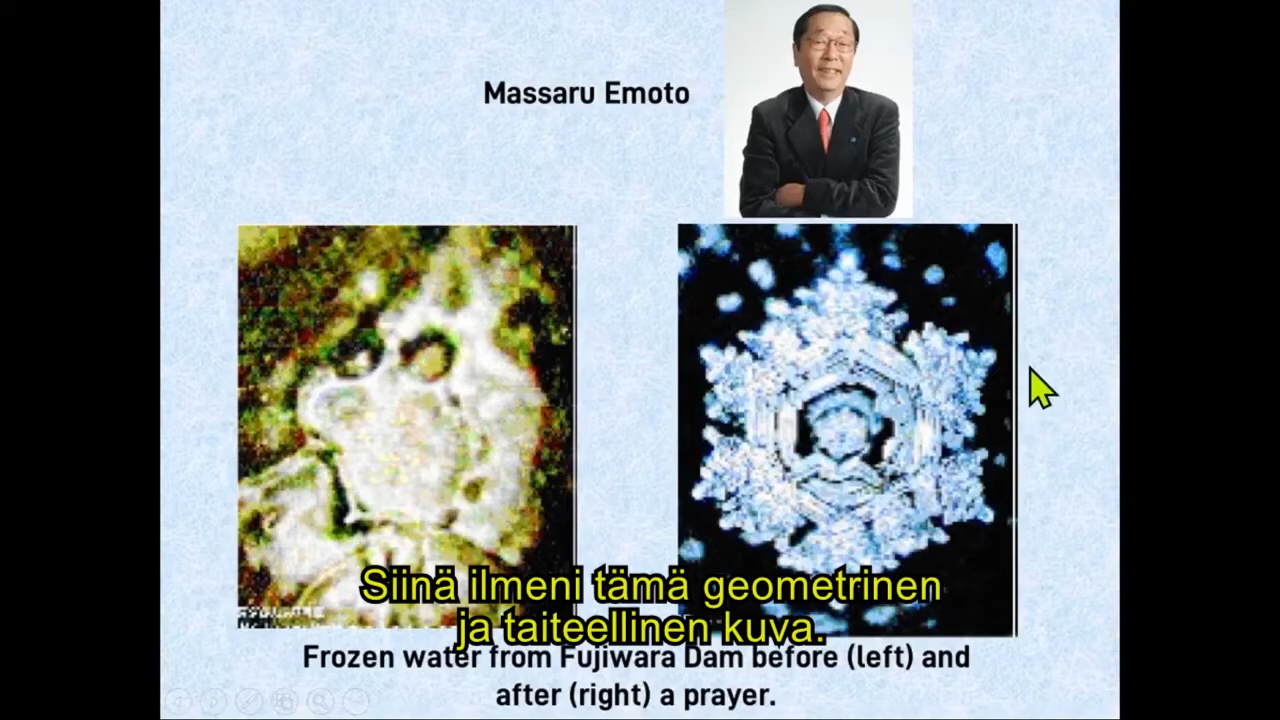 Massaru Emoto
Siinä ilmeni tämä geometrinen
ja taiteellinen kuva.
Frozen water from Fujiwara Dam before (left) and
after (right) a prayer.